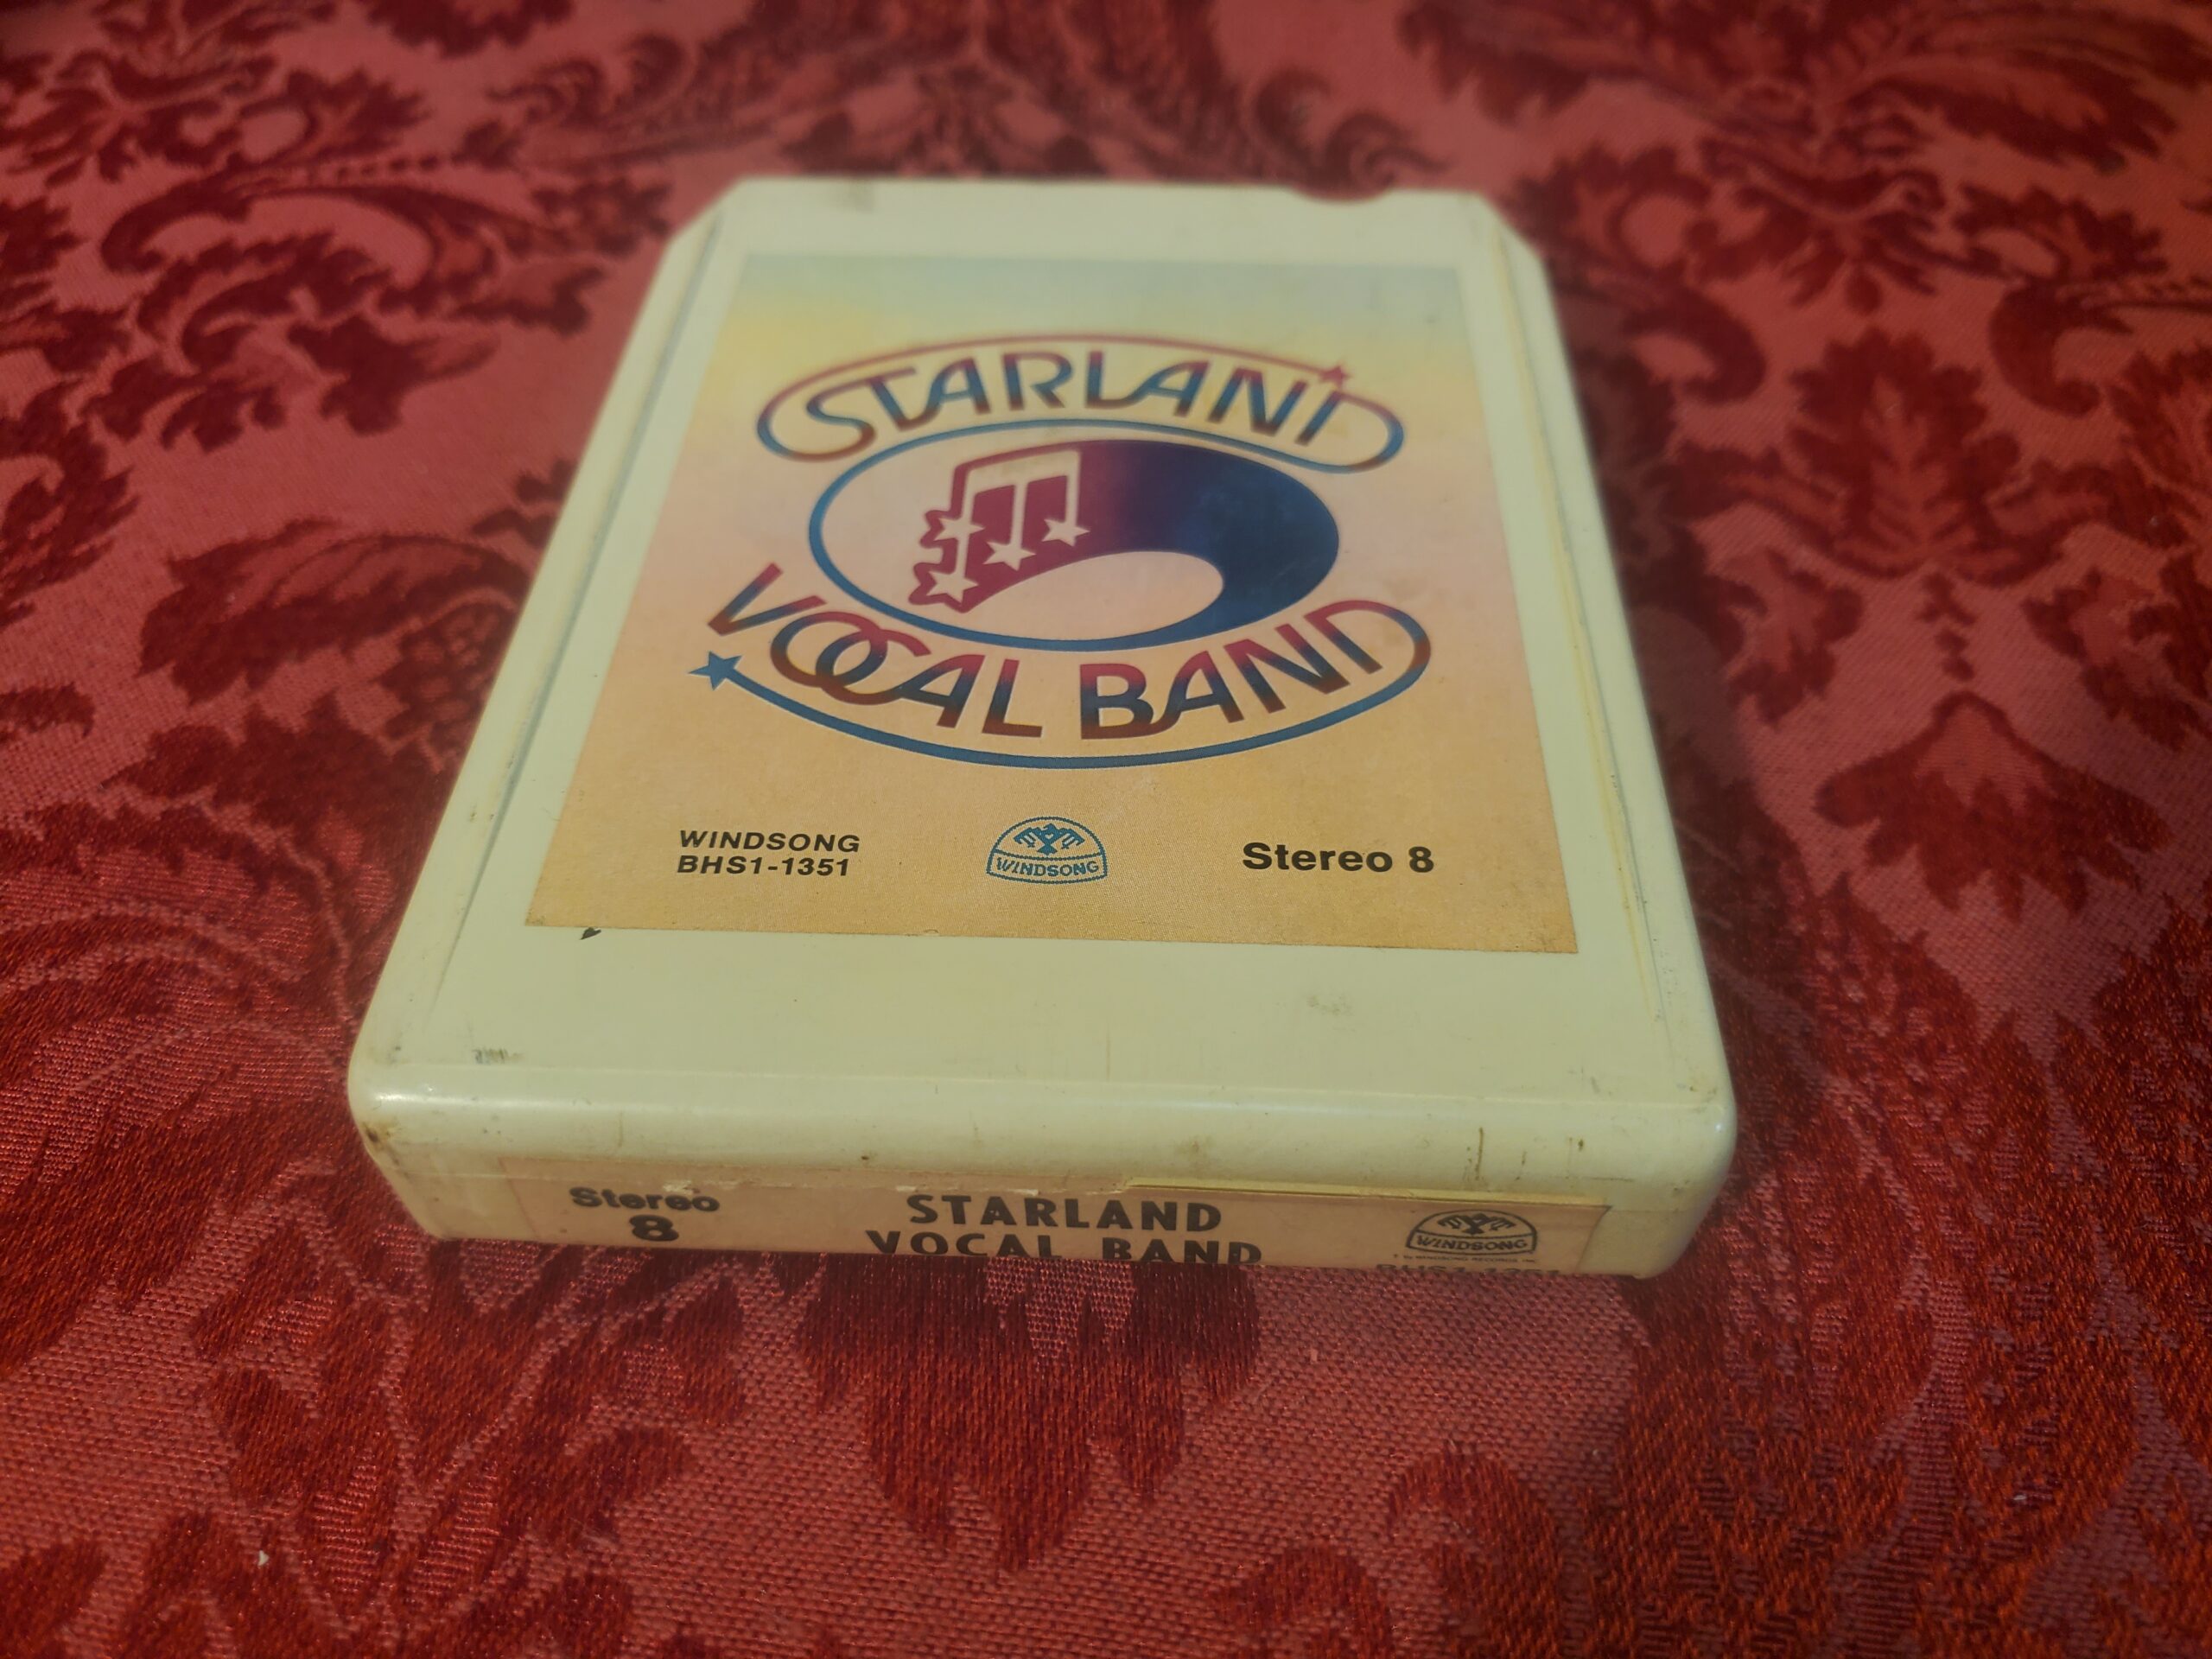 STARLAND
VOCAL BAND
WINDSONG
BHS1-1351
WINDSONG
Stereo 8
Stereo
8
STARLAND
VOCAL BAND
WINDSONG